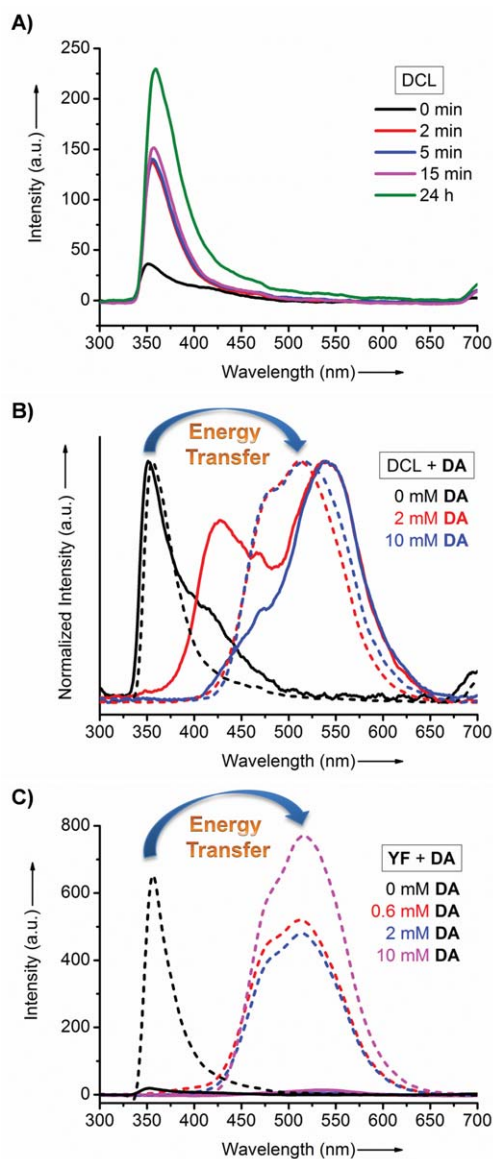 A)
250
200
150
100
50
0
Intensity (a.u.)
DCL
0 min
2 min
5 min
15 min
24 h
300 350 400 450 500 550 600 650 700
Wavelength (nm)
B)
Energy
Transfer
Normalized Intensity (a.u.)
DCL + DA
0 mM DA
2 mM DA
10 mM DA
300 350 400 450 500 550 600 650 700
Wavelength (nm)
C)
Energy
Transfer
800
600
400
200
0
Intensity (a.u.)
YF + DA
0 mM DA
0.6 mM DA
2 mM DA
10 mM DA
300 350 400 450 500 550 600 650 700
Wavelength (nm)